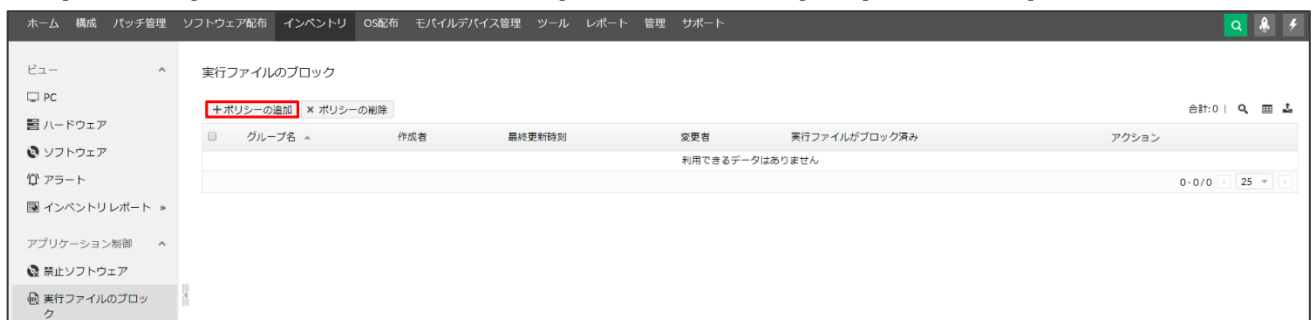 ホーム 構成 パッチ管理 ソフトウェア配布 インベントリ OS配布 モバイルデバイス管理 ツール レポート 管理 サポート
ビュー
PC
ハードウェア
ソフトウェア
アラート
インベントリレポート »
アプリケーション制御
禁止ソフトウェア
実行ファイルのブロッ
ク
実行ファイルのブロック
+ポリシーの追加 × ポリシーの削除
合計:0 |
グループ名 作成者 最終更新時刻 変更者 実行ファイルがブロック済み アクション
利用できるデータはありません
0-0/0 25